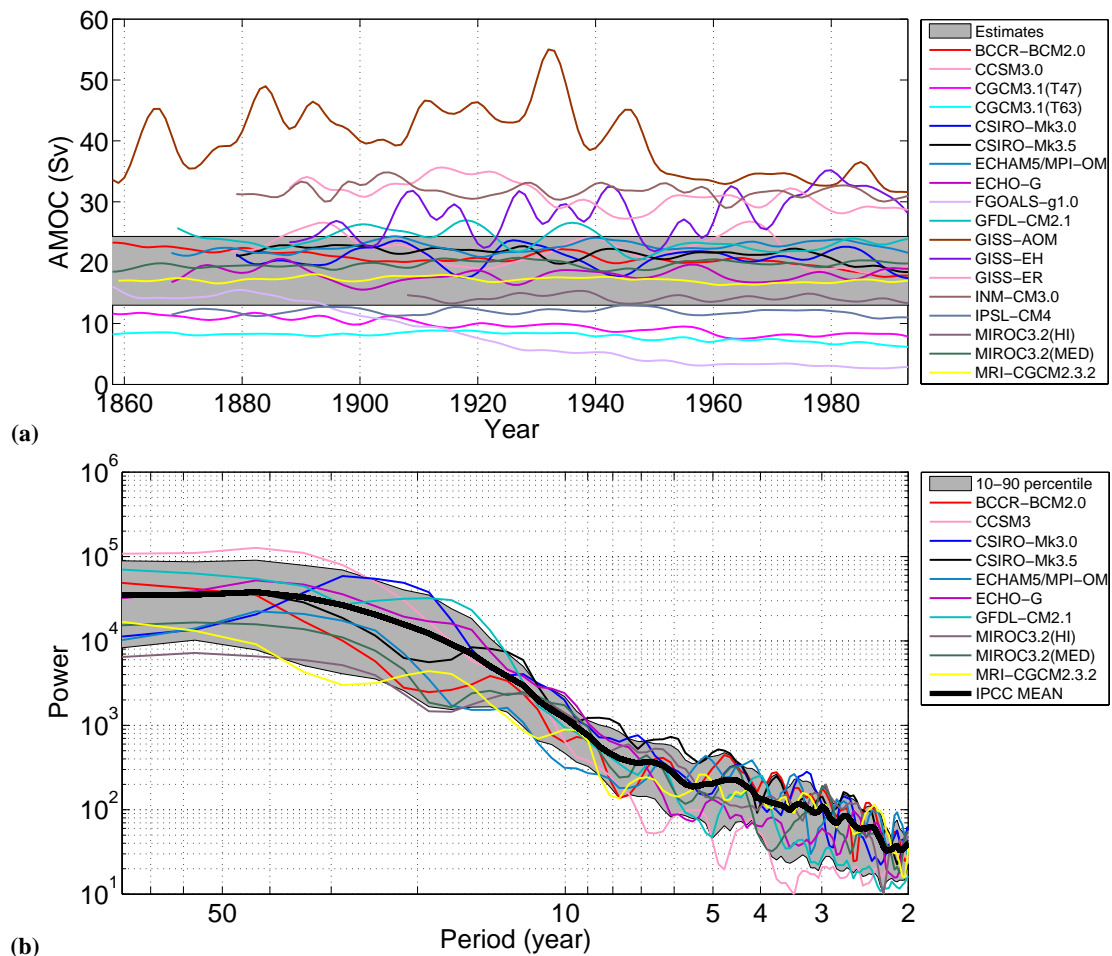 60
50
40
30
20
10
0
AMOC (Sv)
1860 1880 1900 1920 1940 1960 1980
Year
(a)
Estimates
BCCR−BCM2.0
CCSM3.0
CGCM3.1(T47)
CGCM3.1(T63)
CSIRO−Mk3.0
CSIRO−Mk3.5
ECHAM5/MPI−OM
ECHO−G
FGOALS−g1.0
GFDL−CM2.1
GISS−AOM
GISS−EH
GISS−ER
INM−CM3.0
IPSL−CM4
MIROC3.2(HI)
MIROC3.2(MED)
MRI−CGCM2.3.2
10^6
10^5
10^4
10^3
10^2
10^1
Power
50 10 5 4 3 2
Period (year)
(b)
10−90 percentile
BCCR−BCM2.0
CCSM3
CSIRO−Mk3.0
CSIRO−Mk3.5
ECHAM5/MPI−OM
ECHO−G
GFDL−CM2.1
MIROC3.2(HI)
MIROC3.2(MED)
MRI−CGCM2.3.2
IPCC MEAN